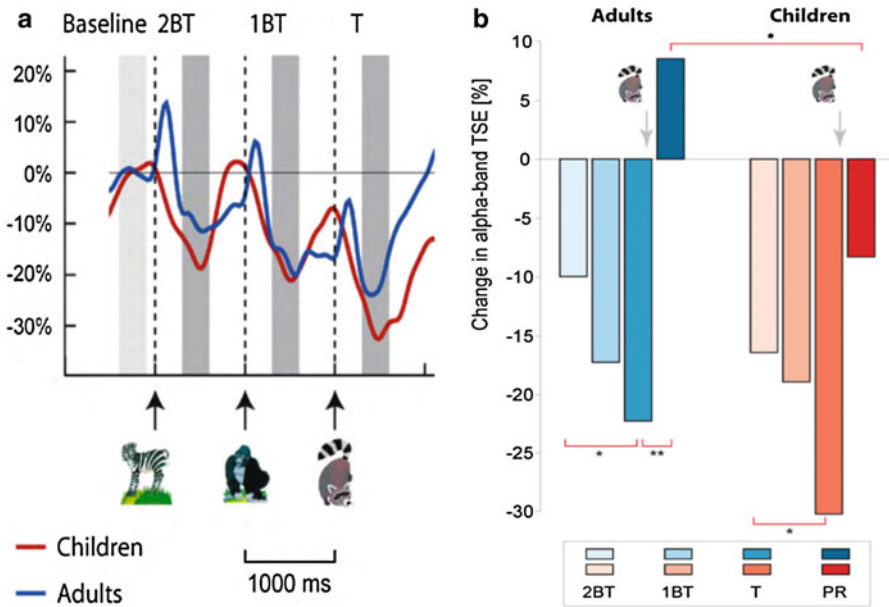 a
Baseline 2BT 1BT T
20%
10%
0%
-10%
-20%
-30%
Children
Adults
1000 ms
b
Adults Children
Change in alpha-band TSE [%]
10
5
0
-5
-10
-15
-20
-25
-30
*
*
**
*
2BT 1BT T PR